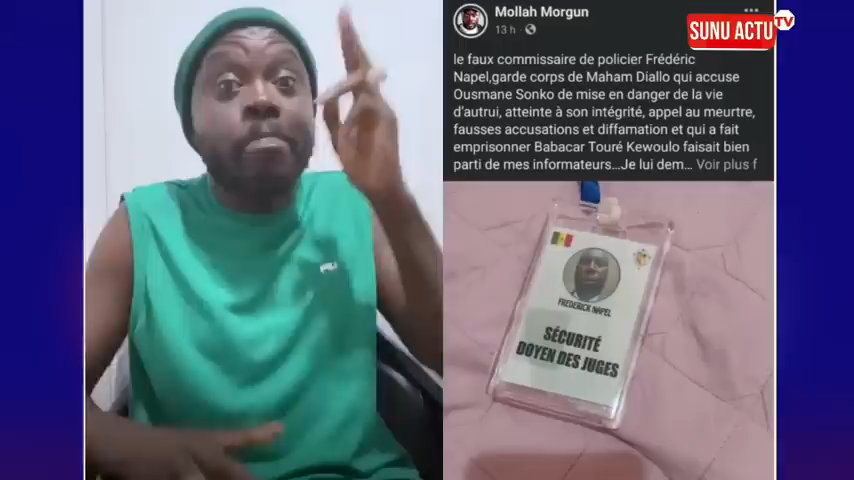 Mollah Morgun
13 h
SUNU ACTU TV
le faux commissaire de policier Frédéric
Napel,garde corps de Maham Diallo qui accuse
Ousmane Sonko de mise en danger de la vie
d'autrui, atteinte à son intégrité, appel au meurtre,
fausses accusations et diffamation et qui a fait
emprisonner Babacar Touré Kewoulo faisait bien
parti de mes informateurs...Je lui dem... Voir plus f
FREDERICK NAPEL
SÉCURITÉ
DOYEN DES JUGES